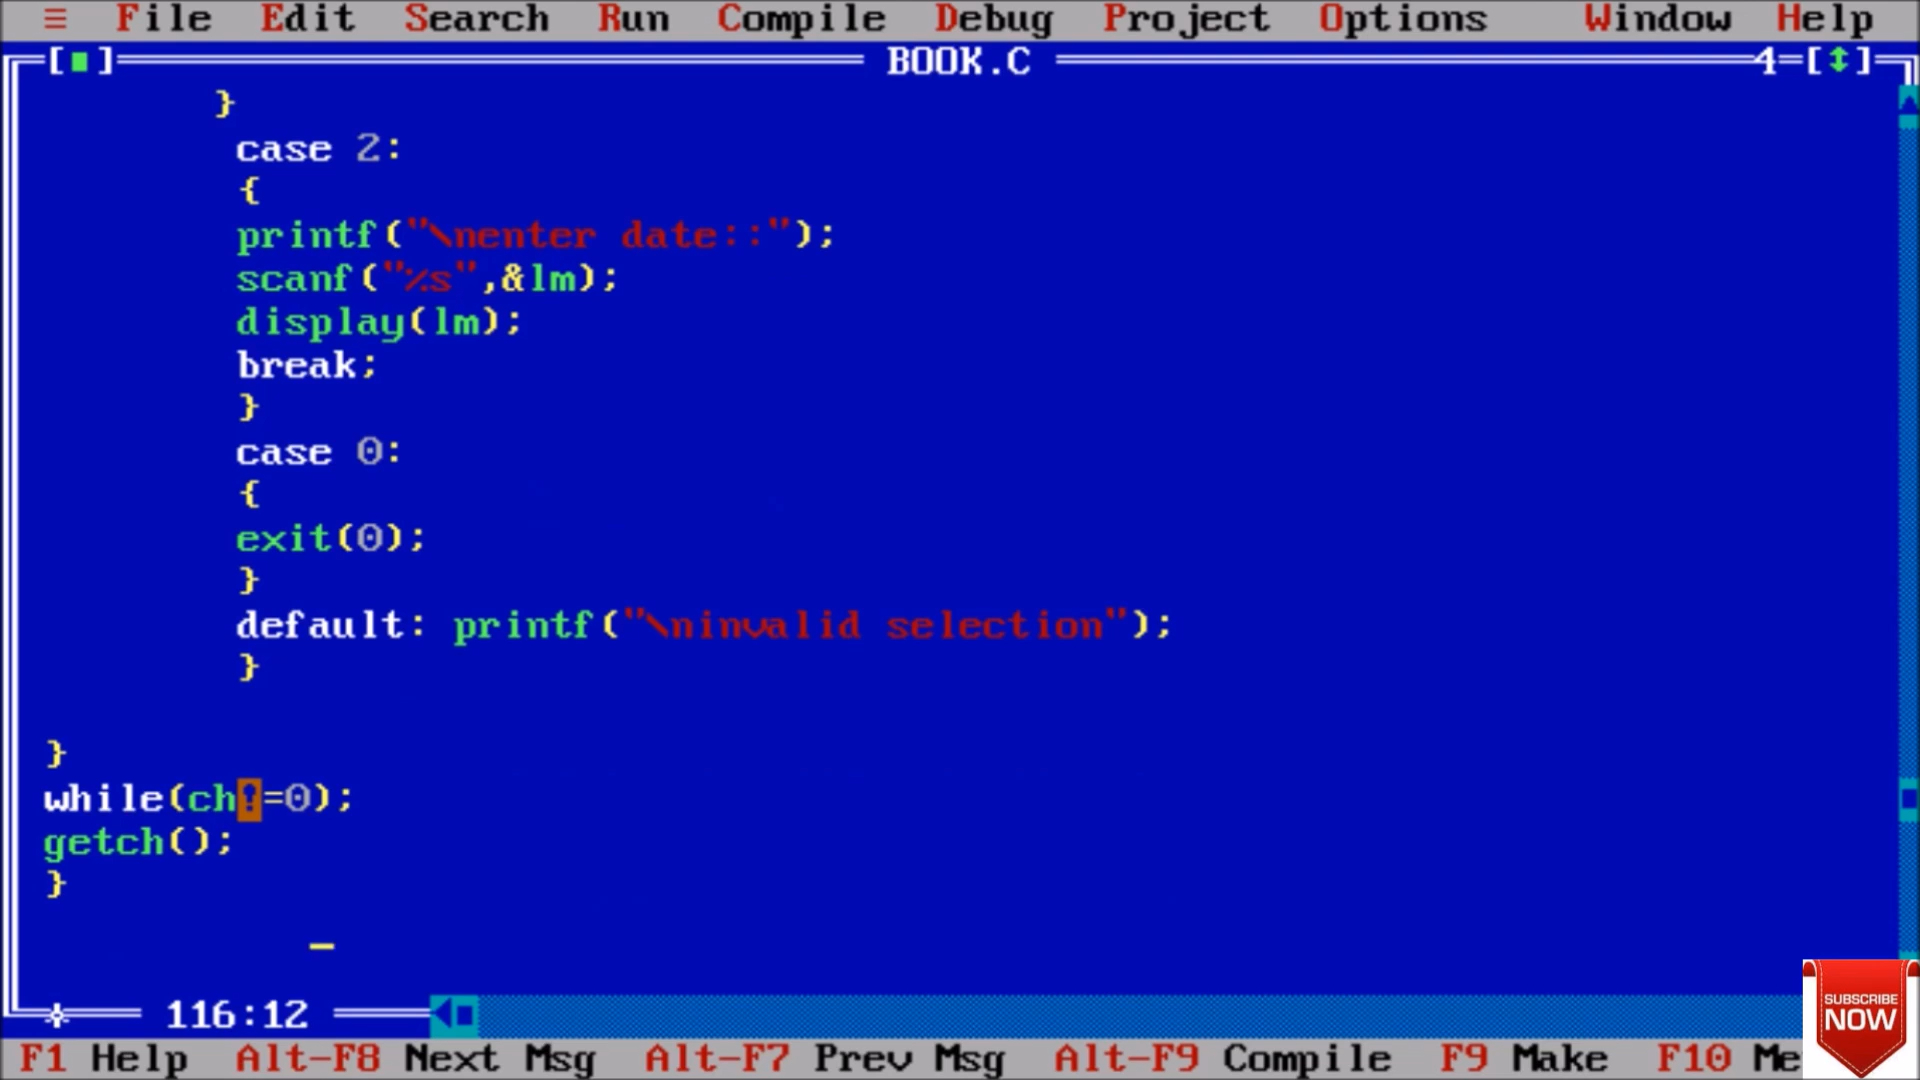 ≡ File Edit Search Run Compile Debug Project Options Window Help
[■] BOOK.C 4=[↕]
}
case 2:
{
printf("\nenter date::");
scanf("%s",&lm);
display(lm);
break;
}
case 0:
{
exit(0);
}
default: printf("\ninvalid selection");
}
}
while(ch!=0);
getch();
}
116:12
F1 Help Alt-F8 Next Msg Alt-F7 Prev Msg Alt-F9 Compile F9 Make F10 Me
SUBSCRIBE
NOW